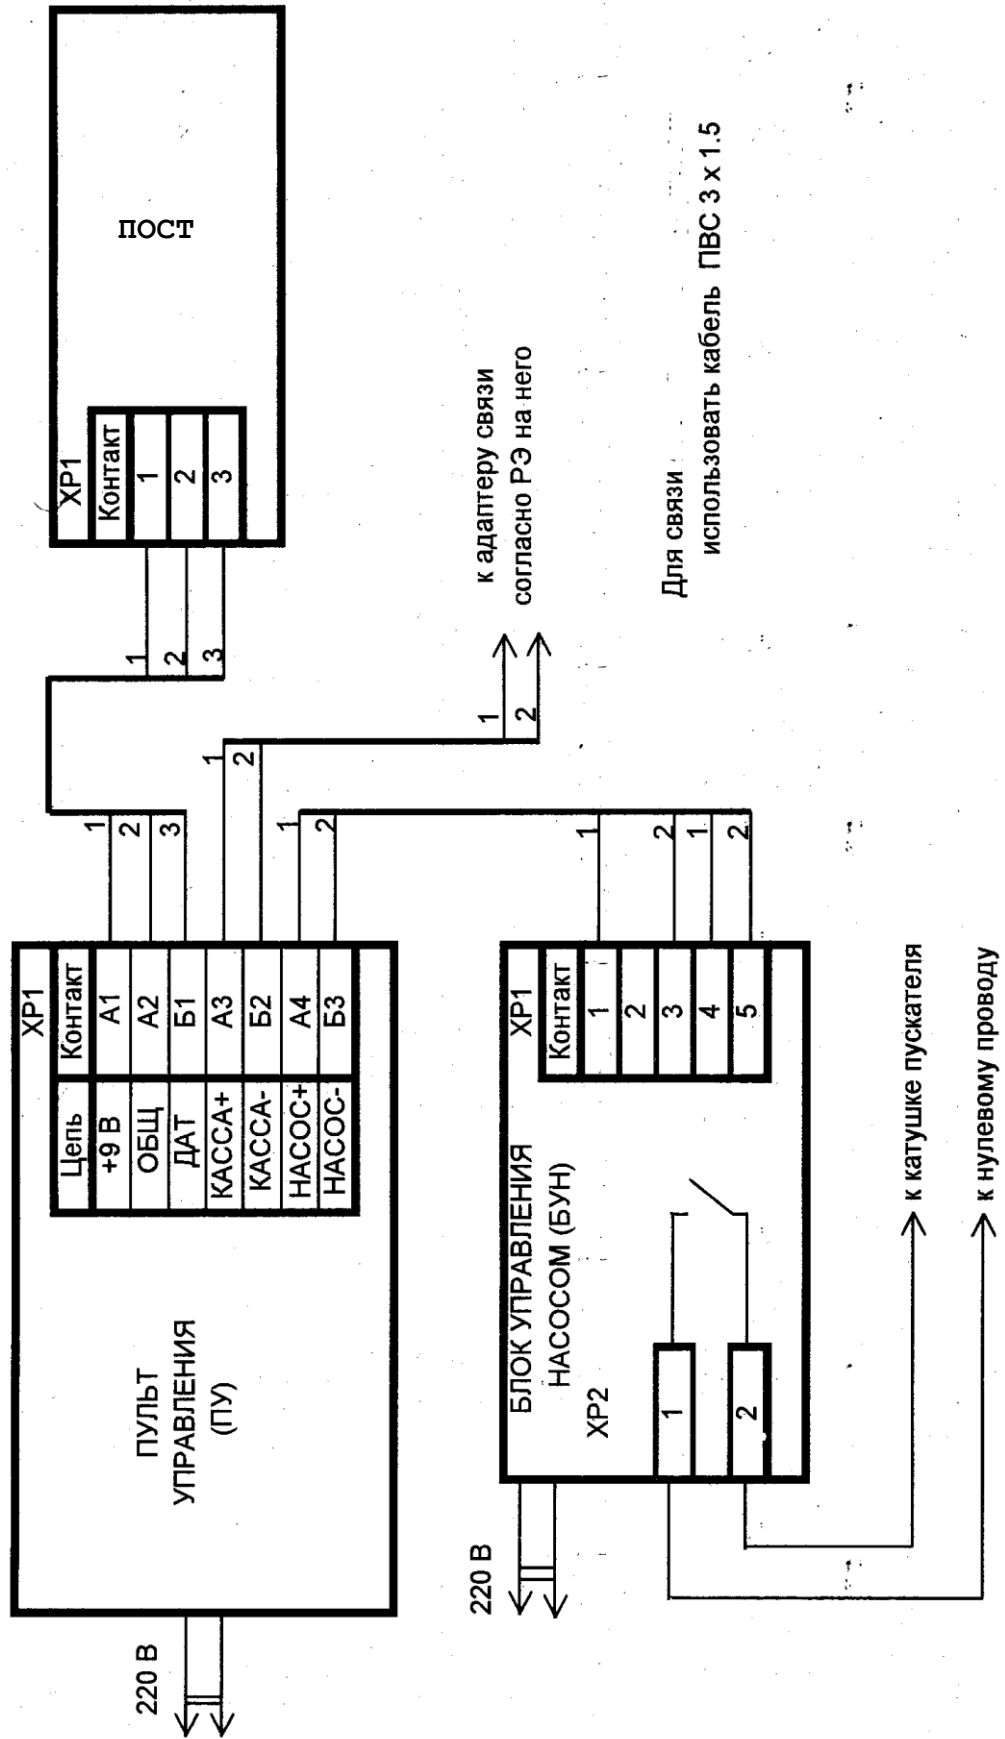 ПУЛЬТ
УПРАВЛЕНИЯ
(ПУ)
220 В
XP1
Цепь Контакт
+9 В А1
ОБЩ А2
ДАТ Б1
КАССА+ А3
КАССА- Б2
НАСОС+ А4
НАСОС- Б3
1
2
3
1
2
1
2
1
2
3
XP1
Контакт
1
2
3
ПОСТ
1
2
к адаптеру связи
согласно РЭ на него
Для связи
использовать кабель ПВС 3 x 1.5
БЛОК УПРАВЛЕНИЯ
НАСОСОМ (БУН)
220 В
XP2
1
2
XP1
Контакт
1
2
3
4
5
1
2
1
2
к катушке пускателя
к нулевому проводу